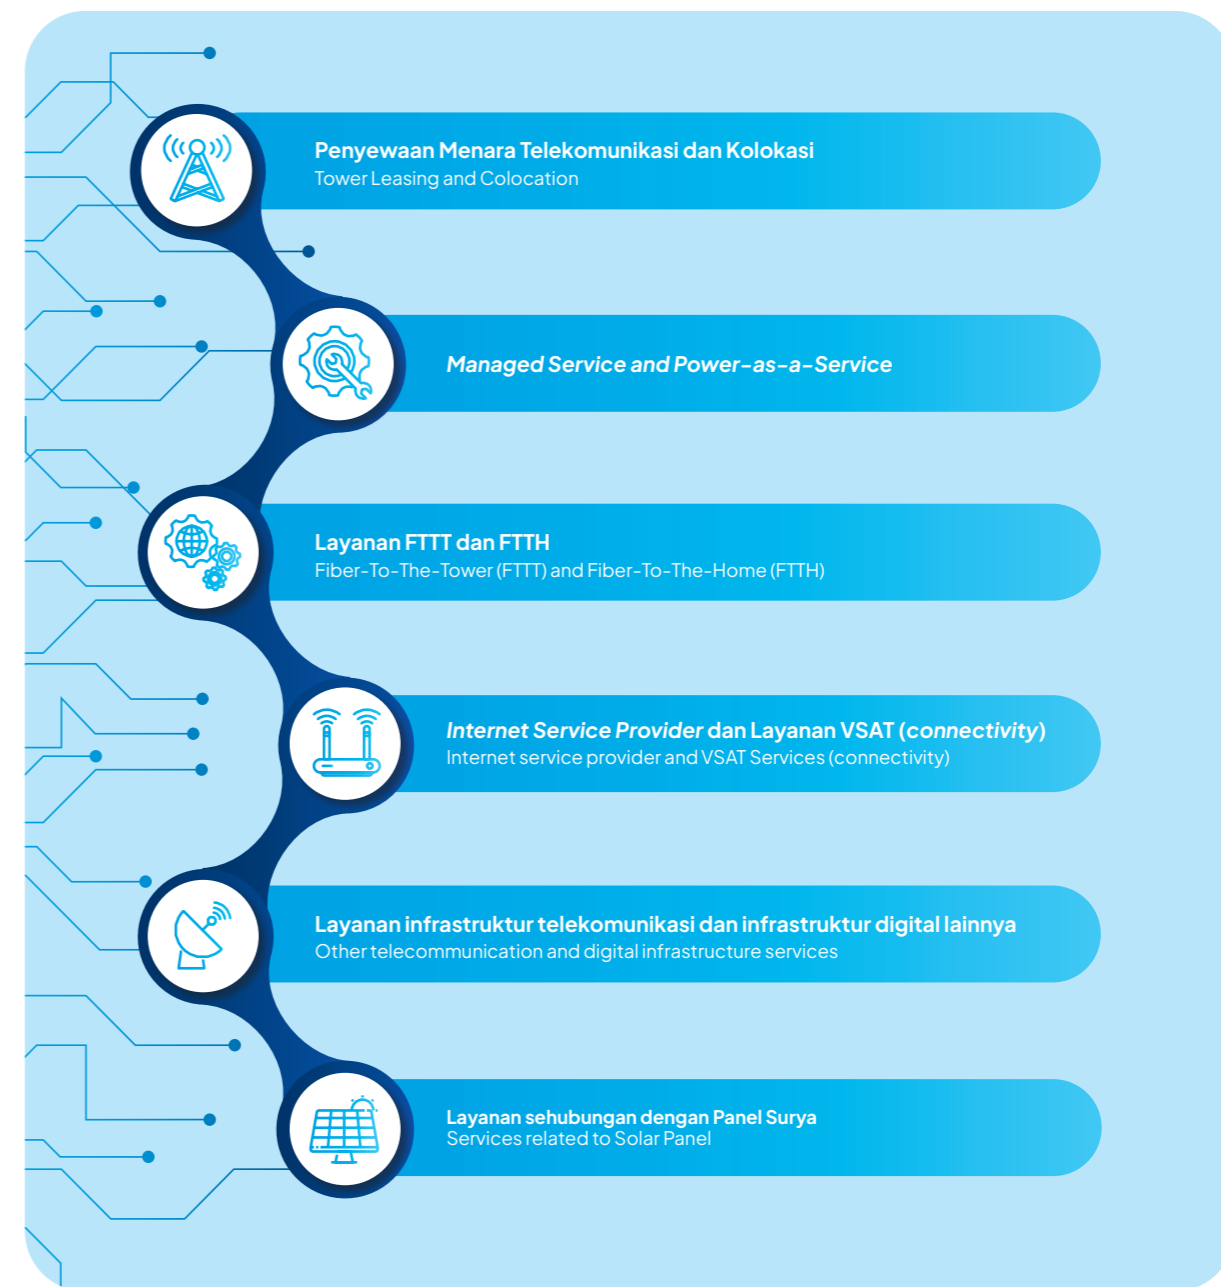 Penyewaan Menara Telekomunikasi dan Kolokasi
Tower Leasing and Colocation
Managed Service and Power-as-a-Service
Layanan FTTT dan FTTH
Fiber-To-The-Tower (FTTT) and Fiber-To-The-Home (FTTH)
Internet Service Provider dan Layanan VSAT (connectivity)
Internet service provider and VSAT Services (connectivity)
Layanan infrastruktur telekomunikasi dan infrastruktur digital lainnya
Other telecommunication and digital infrastructure services
Layanan sehubungan dengan Panel Surya
Services related to Solar Panel